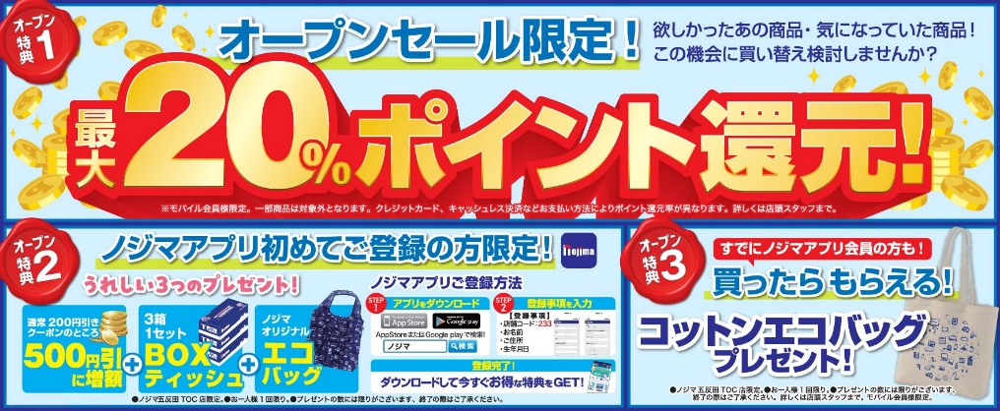 オープン
特典
1
オープンセール限定!
欲しかったあの商品・気になっていた商品!
この機会に買い替え検討しませんか?
最大20%ポイント還元!
※モバイル会員様限定。一部商品は対象外となります。クレジットカード、キャッシュレス決済などお支払い方法によりポイント還元率が異なります。詳しくは店頭スタッフまで。
オープン
特典
2
ノジマアプリ初めてご登録の方限定!
nojima
うれしい3つのプレゼント!
通常200円引き
クーポンのところ
500円引
に増額
+
3箱
1セット
BOX
ティッシュ
+
ノジマ
オリジナル
エコ
バッグ
ノジマアプリご登録方法
STEP
1
アプリをダウンロード
App Store
Google play
AppStoreまたはGoogle playで検索!
ノジマ
検索
STEP
2
登録事項を入力
【登録事項】
・店舗コード:233
・お名前
・ご住所
・生年月日
登録完了!
ダウンロードして今すぐお得な特典をGET!
●ノジマ五反田TOC店限定。●お一人様1回限り。●プレゼントの数には限りがございます。終了の際はご了承ください。
オープン
特典
3
すでにノジマアプリ会員の方も!
買ったらもらえる!
コットンエコバッグ
プレゼント!
●ノジマ五反田TOC店限定。●お一人様1回限り。●プレゼントの数には限りがございます。
終了の際はご了承ください。詳しくは店頭スタッフまで。モバイル会員様限定。